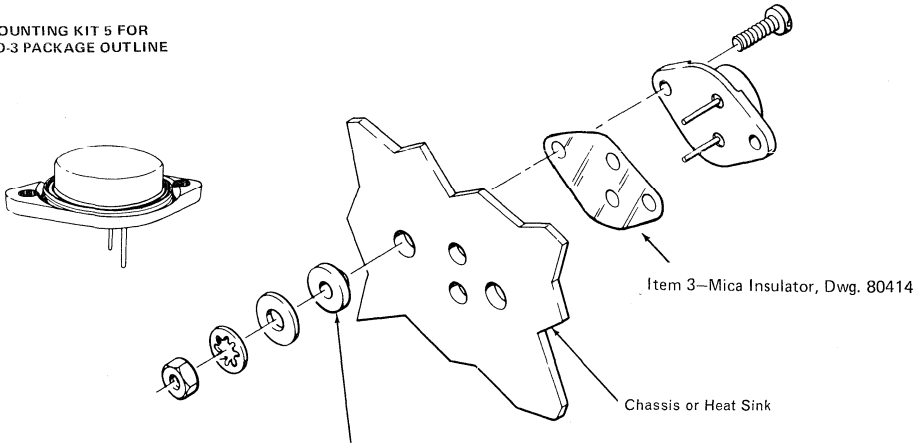 OUNTING KIT 5 FOR
O-3 PACKAGE OUTLINE
Item 3—Mica Insulator, Dwg. 80414
Chassis or Heat Sink